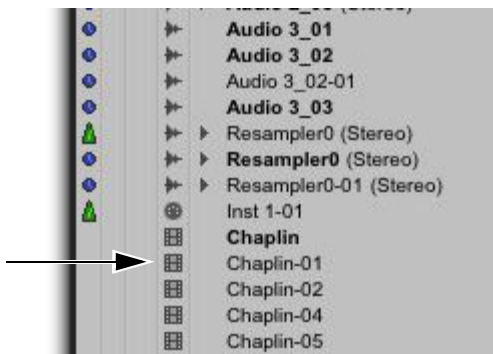 Audio 3_01
Audio 3_02
Audio 3_02-01
Audio 3_03
Resampler0 (Stereo)
Resampler0 (Stereo)
Resampler0-01 (Stereo)
Inst 1-01
Chaplin
Chaplin-01
Chaplin-02
Chaplin-04
Chaplin-05